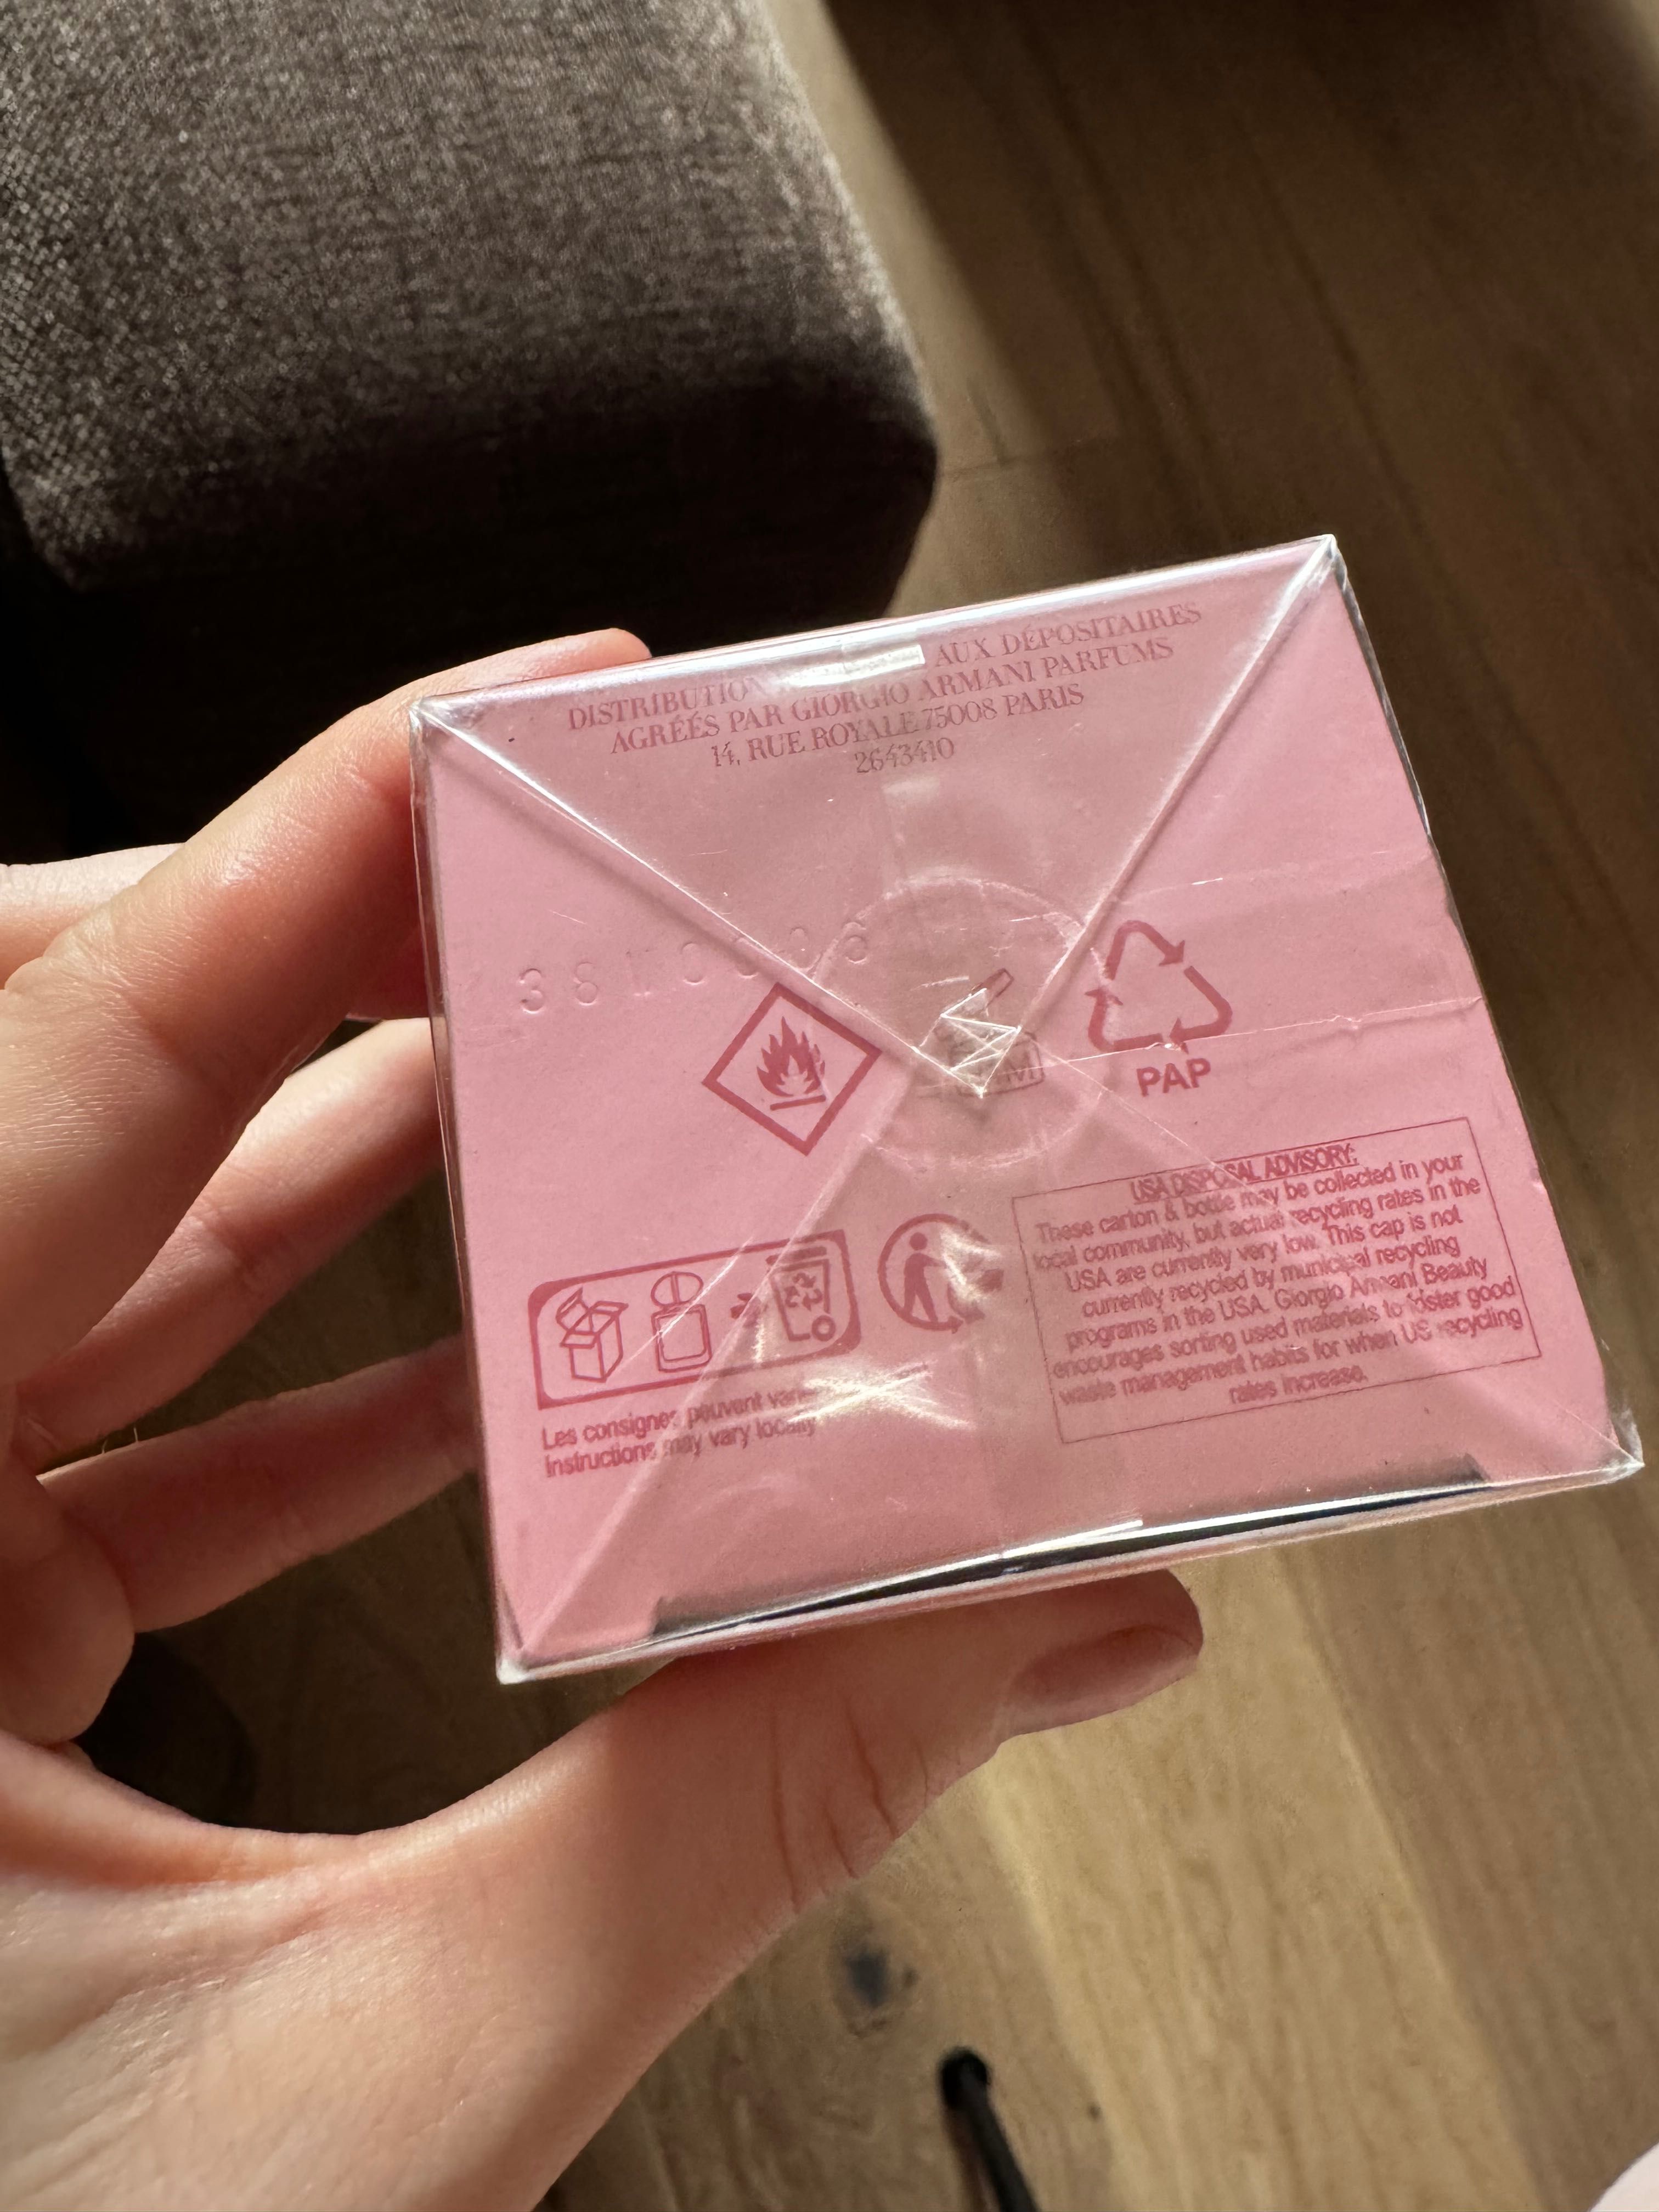 DISTRIBUTION AUX DÉPOSITAIRES
AGRÉÉS PAR GIORGIO ARMANI PARFUMS
14, RUE ROYALE 75008 PARIS
2643410
PAP
USA DISPOSAL ADVISORY:
These carton & bottle may be collected in your
local community, but actual recycling rates in the
USA are currently very low. This cap is not
currently recycled by municipal recycling
programs in the USA. Giorgio Armani Beauty
encourages sorting used materials to foster good
waste management habits for when US recycling
rates increase.
Les consignes peuvent
Instructions may vary locally